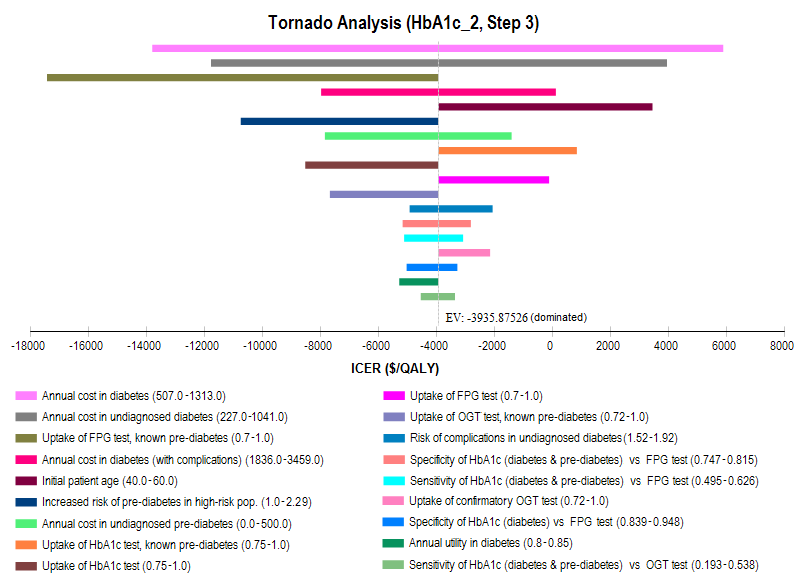 Tornado Analysis (HbA1c_2, Step 3)
EV: -3935.87526 (dominated)
-18000 -16000 -14000 -12000 -10000 -8000 -6000 -4000 -2000 0 2000 4000 6000 8000
ICER ($/QALY)
Annual cost in diabetes (507.0-1313.0)
Annual cost in undiagnosed diabetes (227.0-1041.0)
Uptake of FPG test, known pre-diabetes (0.7-1.0)
Annual cost in diabetes (with complications) (1836.0-3459.0)
Initial patient age (40.0-60.0)
Increased risk of pre-diabetes in high-risk pop. (1.0-2.29)
Annual cost in undiagnosed pre-diabetes (0.0-500.0)
Uptake of HbA1c test, known pre-diabetes (0.75-1.0)
Uptake of HbA1c test (0.75-1.0)
Uptake of FPG test (0.7-1.0)
Uptake of OGT test, known pre-diabetes (0.72-1.0)
Risk of complications in undiagnosed diabetes (1.52-1.92)
Specificity of HbA1c (diabetes & pre-diabetes) vs FPG test (0.747-0.815)
Sensitivity of HbA1c (diabetes & pre-diabetes) vs FPG test (0.495-0.626)
Uptake of confirmatory OGT test (0.72-1.0)
Specificity of HbA1c (diabetes) vs FPG test (0.839-0.948)
Annual utility in diabetes (0.8-0.85)
Sensitivity of HbA1c (diabetes & pre-diabetes) vs OGT test (0.193-0.538)